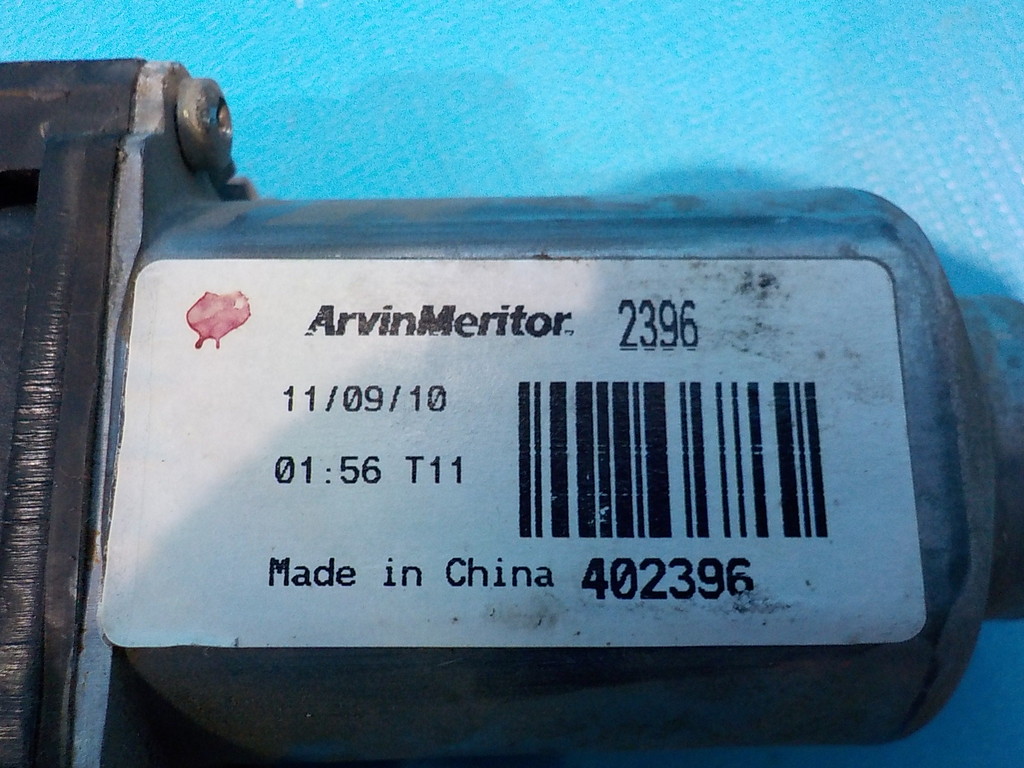 ArvinMeritor 2396
11/09/10
01:56 T11
Made in China 402396